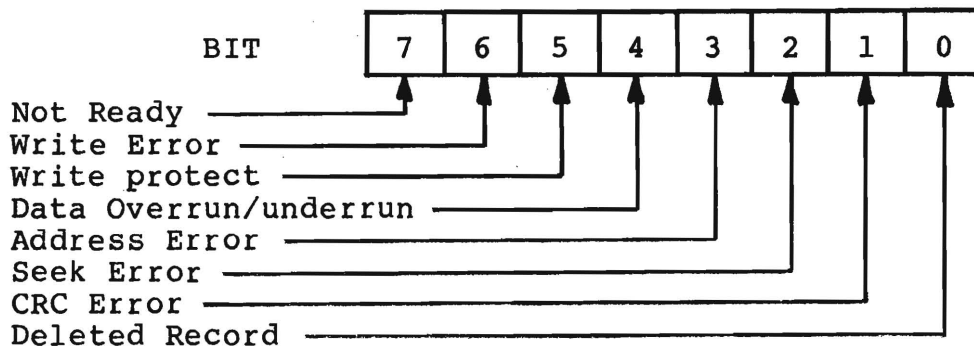 BIT 7 6 5 4 3 2 1 0
Not Ready
Write Error
Write protect
Data Overrun/underrun
Address Error
Seek Error
CRC Error
Deleted Record